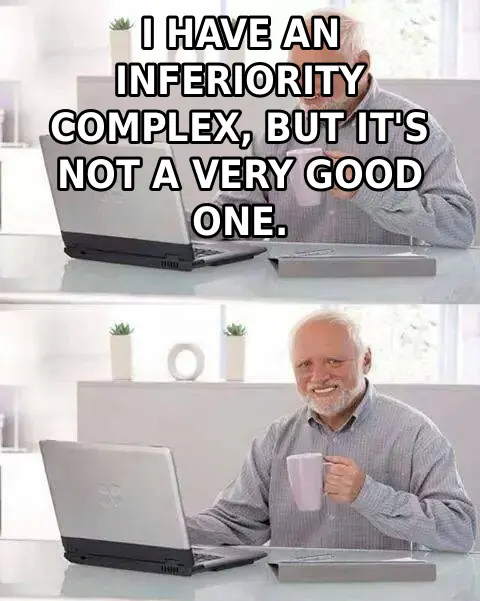 I HAVE AN
INFERIORITY
COMPLEX, BUT IT'S
NOT A VERY GOOD
ONE.